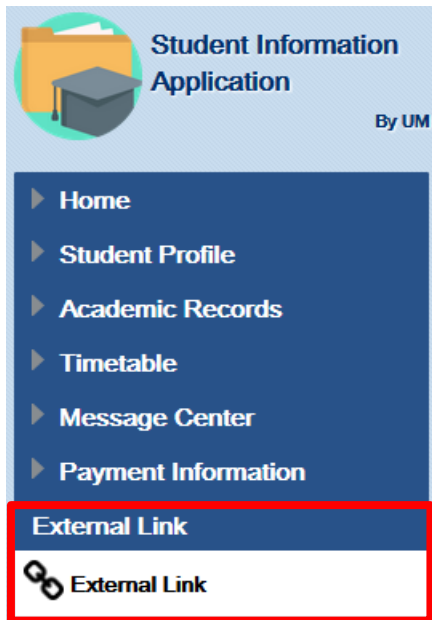 Student Information
Application
By UM
Home
Student Profile
Academic Records
Timetable
Message Center
Payment Information
External Link
External Link